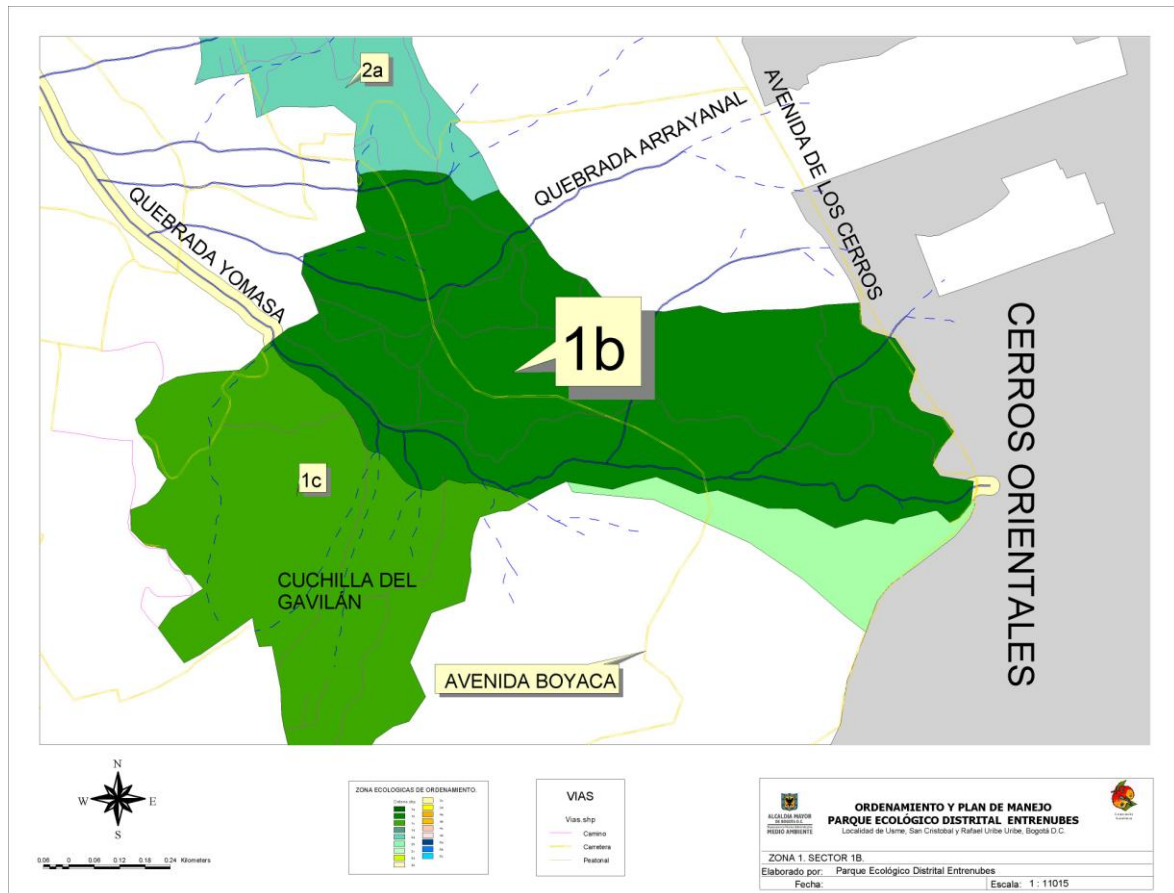 2a
QUEBRADA ARRAYANAL
AVENIDA DE LOS CERROS
QUEBRADA YOMASA
1b
CERROS ORIENTALES
1c
CUCHILLA DEL
GAVILÁN
AVENIDA BOYACA
N
W E
S
0.06 0 0.06 0.12 0.18 0.24 Kilometers
ZONA ECOLOGICAS DE ORDENAMIENTO.
VIAS
Vias.shp
Camino
Carretera
Peatonal
ALCALDIA MAYOR
DE BOGOTA D.C.
MEDIO AMBIENTE
ORDENAMIENTO Y PLAN DE MANEJO
PARQUE ECOLÓGICO DISTRITAL ENTRENUBES
Localidad de Usme, San Cristobal y Rafael Uribe Uribe, Bogotá D.C.
ZONA 1. SECTOR 1B.
Elaborado por: Parque Ecológico Distrital Entrenubes
Fecha: Escala: 1 : 11015